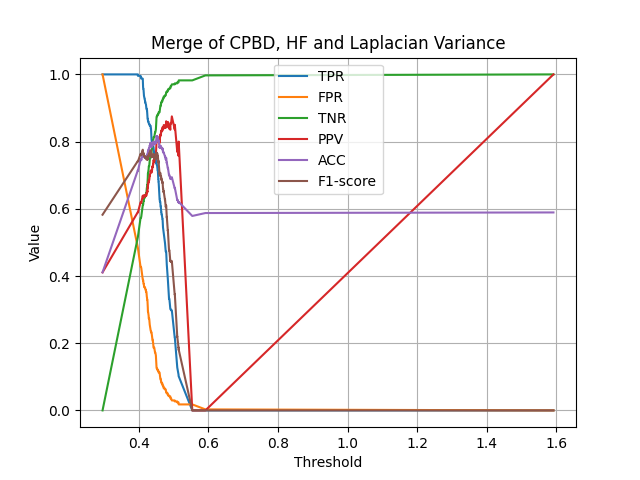 Merge of CPBD, HF and Laplacian Variance
1.0
0.8
0.6
0.4
0.2
0.0
Value
TPR
FPR
TNR
PPV
ACC
F1-score
0.4 0.6 0.8 1.0 1.2 1.4 1.6
Threshold